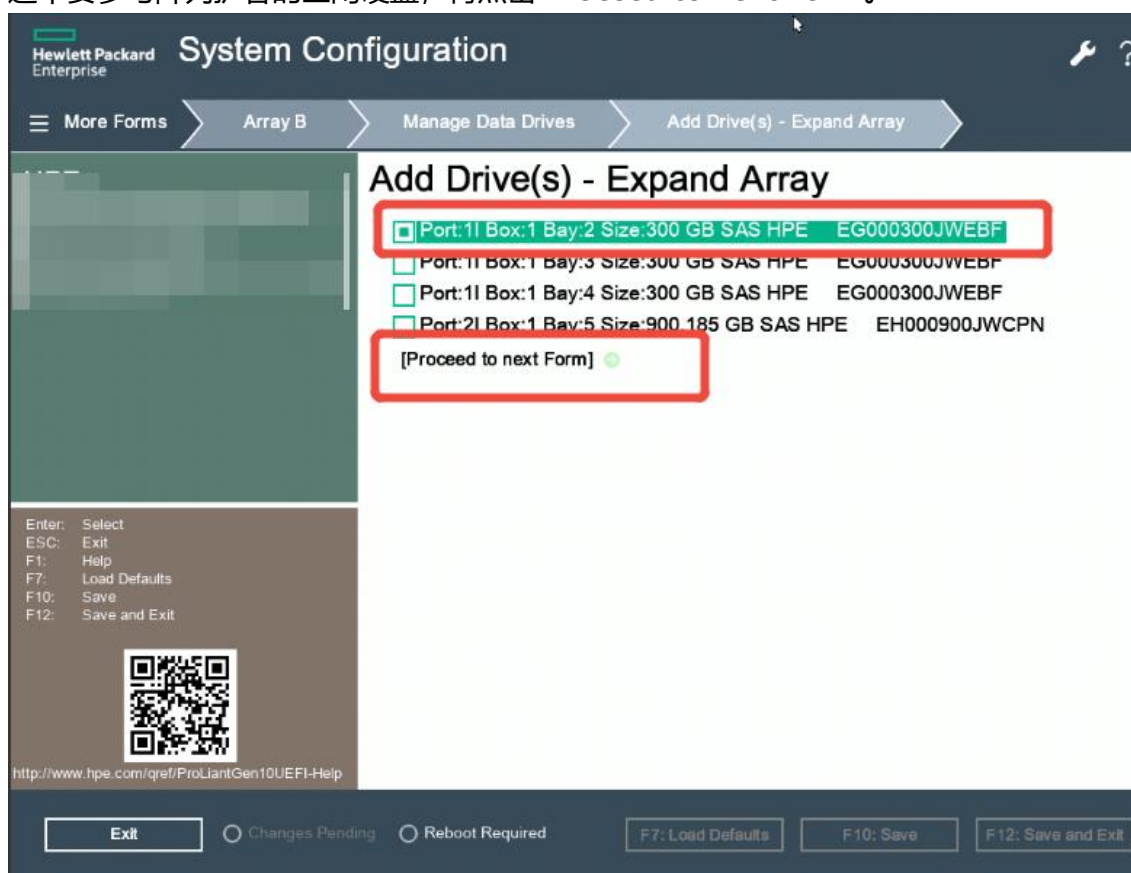 Hewlett Packard
Enterprise
System Configuration
More Forms
Array B
Manage Data Drives
Add Drive(s) - Expand Array
Add Drive(s) - Expand Array
Port:1I Box:1 Bay:2 Size:300 GB SAS HPE EG000300JWEBF
Port:1I Box:1 Bay:3 Size:300 GB SAS HPE EG000300JWEBF
Port:1I Box:1 Bay:4 Size:300 GB SAS HPE EG000300JWEBF
Port:2I Box:1 Bay:5 Size:900.185 GB SAS HPE EH000900JWCPN
[Proceed to next Form]
Enter: Select
ESC: Exit
F1: Help
F7: Load Defaults
F10: Save
F12: Save and Exit
http://www.hpe.com/qref/ProLiantGen10UEFI-Help
Exit
Changes Pending
Reboot Required
F7: Load Defaults
F10: Save
F12: Save and Exit